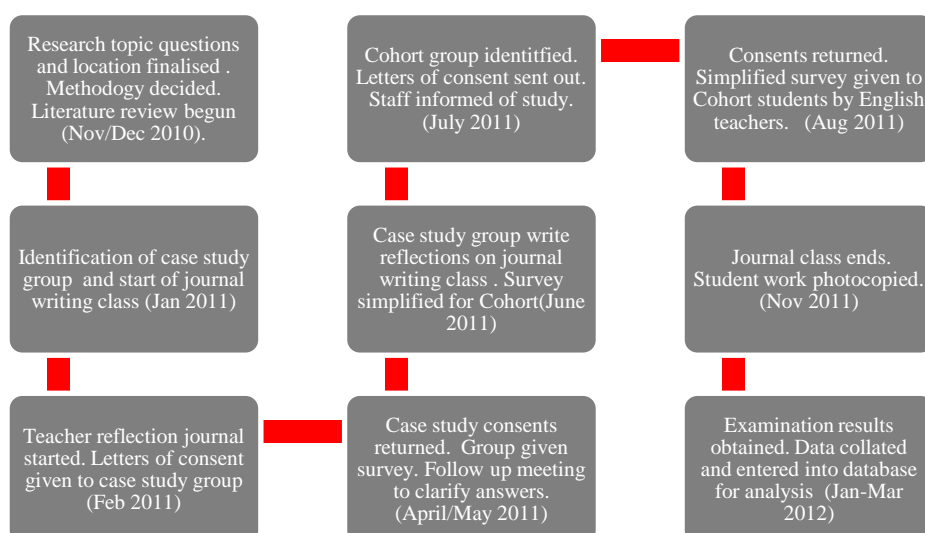 Research topic questions
and location finalised .
Methodogy decided.
Literature review begun
(Nov/Dec 2010).
Identification of case study
group and start of journal
writing class (Jan 2011)
Teacher reflection journal
started. Letters of consent
given to case study group
(Feb 2011)
Case study consents
returned. Group given
survey. Follow up meeting
to clarify answers.
(April/May 2011)
Case study group write
reflections on journal
writing class . Survey
simplified for Cohort(June
2011)
Cohort group identitfied.
Letters of consent sent out.
Staff informed of study.
(July 2011)
Consents returned.
Simplified survey given to
Cohort students by English
teachers. (Aug 2011)
Journal class ends.
Student work photocopied.
(Nov 2011)
Examination results
obtained. Data collated
and entered into database
for analysis (Jan-Mar
2012)